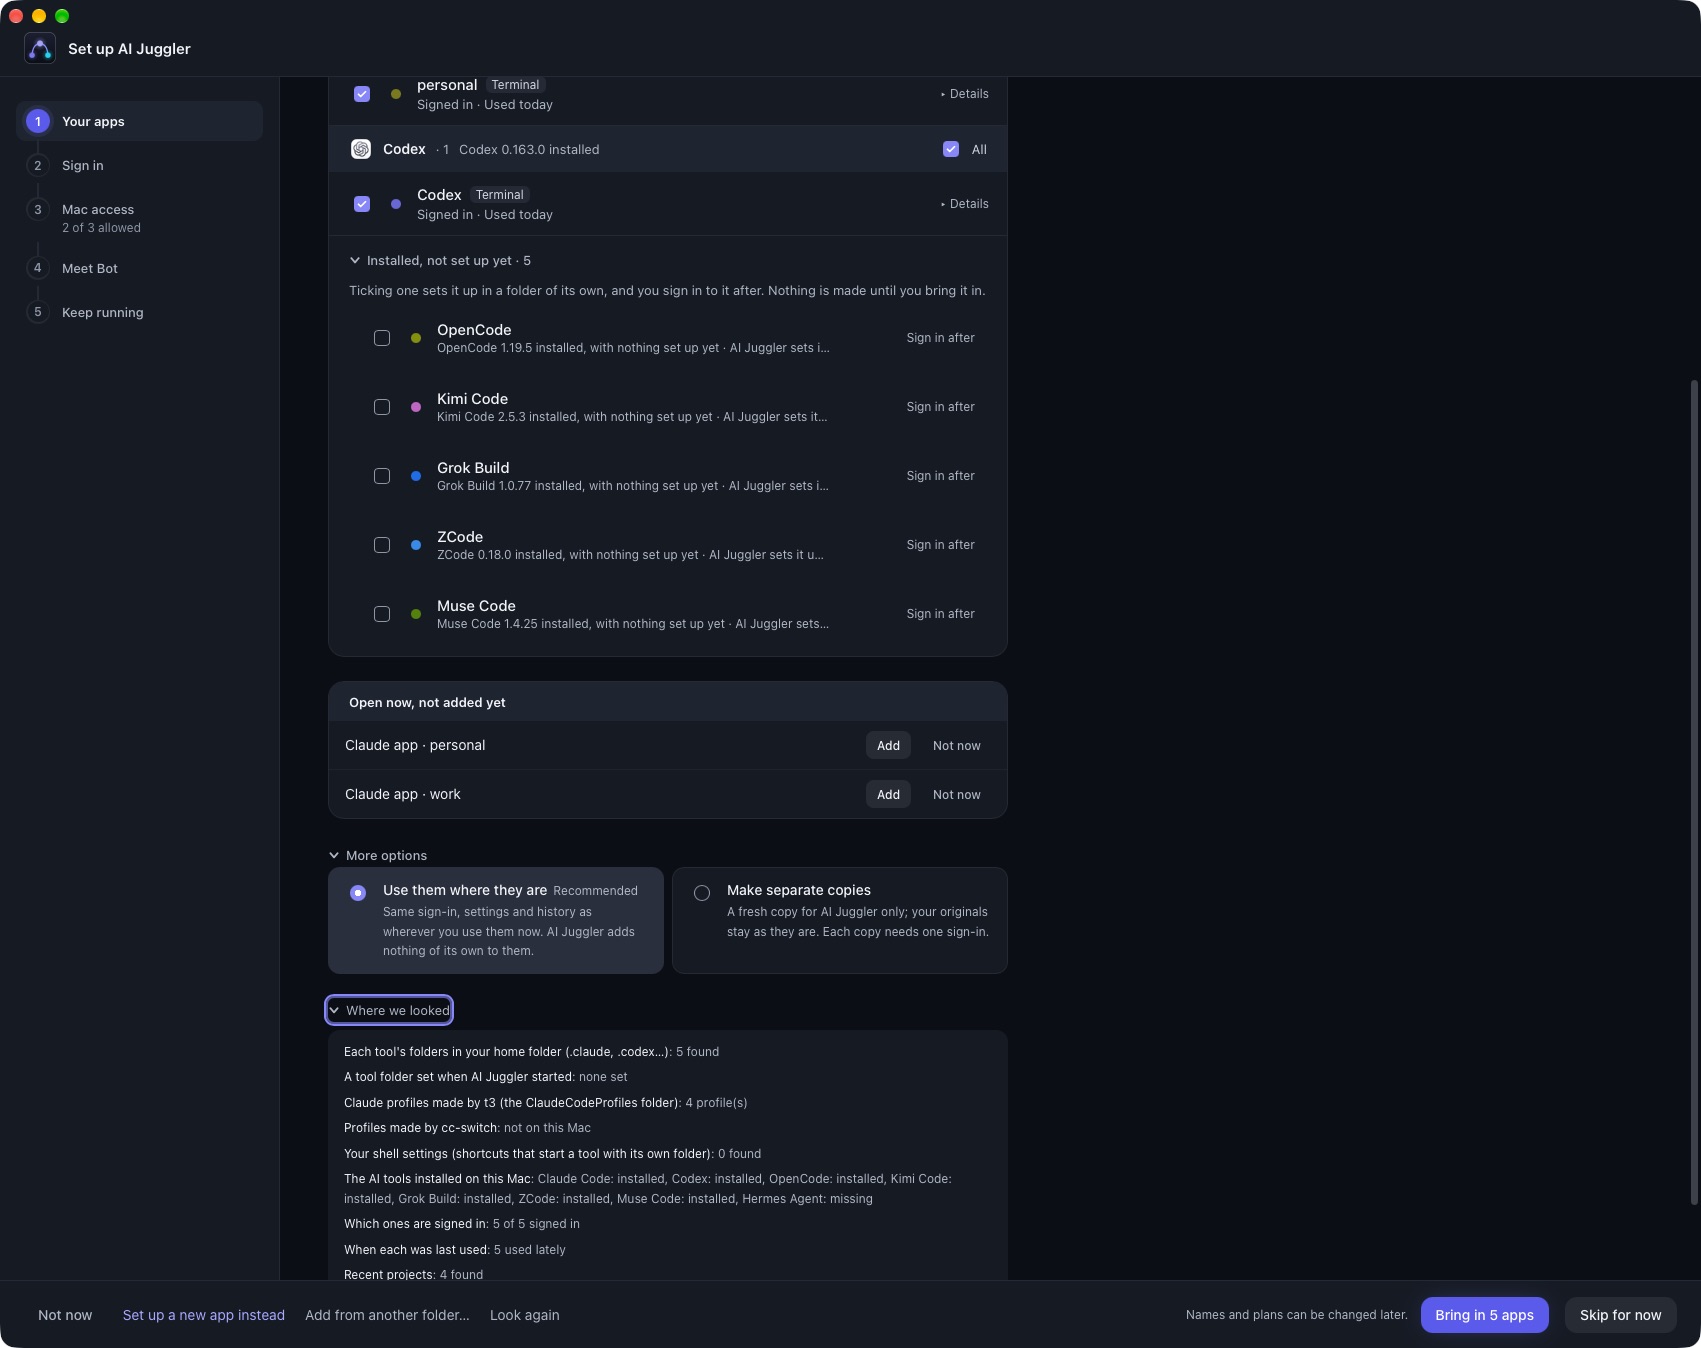 Set up AI Juggler
1 Your apps
2 Sign in
3 Mac access
2 of 3 allowed
4 Meet Bot
5 Keep running
personal Terminal
Signed in · Used today
Details
Codex · 1 Codex 0.163.0 installed
All
Codex Terminal
Signed in · Used today
Details
Installed, not set up yet · 5
Ticking one sets it up in a folder of its own, and you sign in to it after. Nothing is made until you bring it in.
OpenCode
OpenCode 1.19.5 installed, with nothing set up yet · AI Juggler sets i...
Sign in after
Kimi Code
Kimi Code 2.5.3 installed, with nothing set up yet · AI Juggler sets it...
Sign in after
Grok Build
Grok Build 1.0.77 installed, with nothing set up yet · AI Juggler sets i...
Sign in after
ZCode
ZCode 0.18.0 installed, with nothing set up yet · AI Juggler sets it u...
Sign in after
Muse Code
Muse Code 1.4.25 installed, with nothing set up yet · AI Juggler sets...
Sign in after
Open now, not added yet
Claude app · personal
Add Not now
Claude app · work
Add Not now
More options
Use them where they are Recommended
Same sign-in, settings and history as
wherever you use them now. AI Juggler adds
nothing of its own to them.
Make separate copies
A fresh copy for AI Juggler only; your originals
stay as they are. Each copy needs one sign-in.
Where we looked
Each tool's folders in your home folder (.claude, .codex...): 5 found
A tool folder set when AI Juggler started: none set
Claude profiles made by t3 (the ClaudeCodeProfiles folder): 4 profile(s)
Profiles made by cc-switch: not on this Mac
Your shell settings (shortcuts that start a tool with its own folder): 0 found
The AI tools installed on this Mac: Claude Code: installed, Codex: installed, OpenCode: installed, Kimi Code:
installed, Grok Build: installed, ZCode: installed, Muse Code: installed, Hermes Agent: missing
Which ones are signed in: 5 of 5 signed in
When each was last used: 5 used lately
Recent projects: 4 found
Not now
Set up a new app instead
Add from another folder...
Look again
Names and plans can be changed later.
Bring in 5 apps
Skip for now